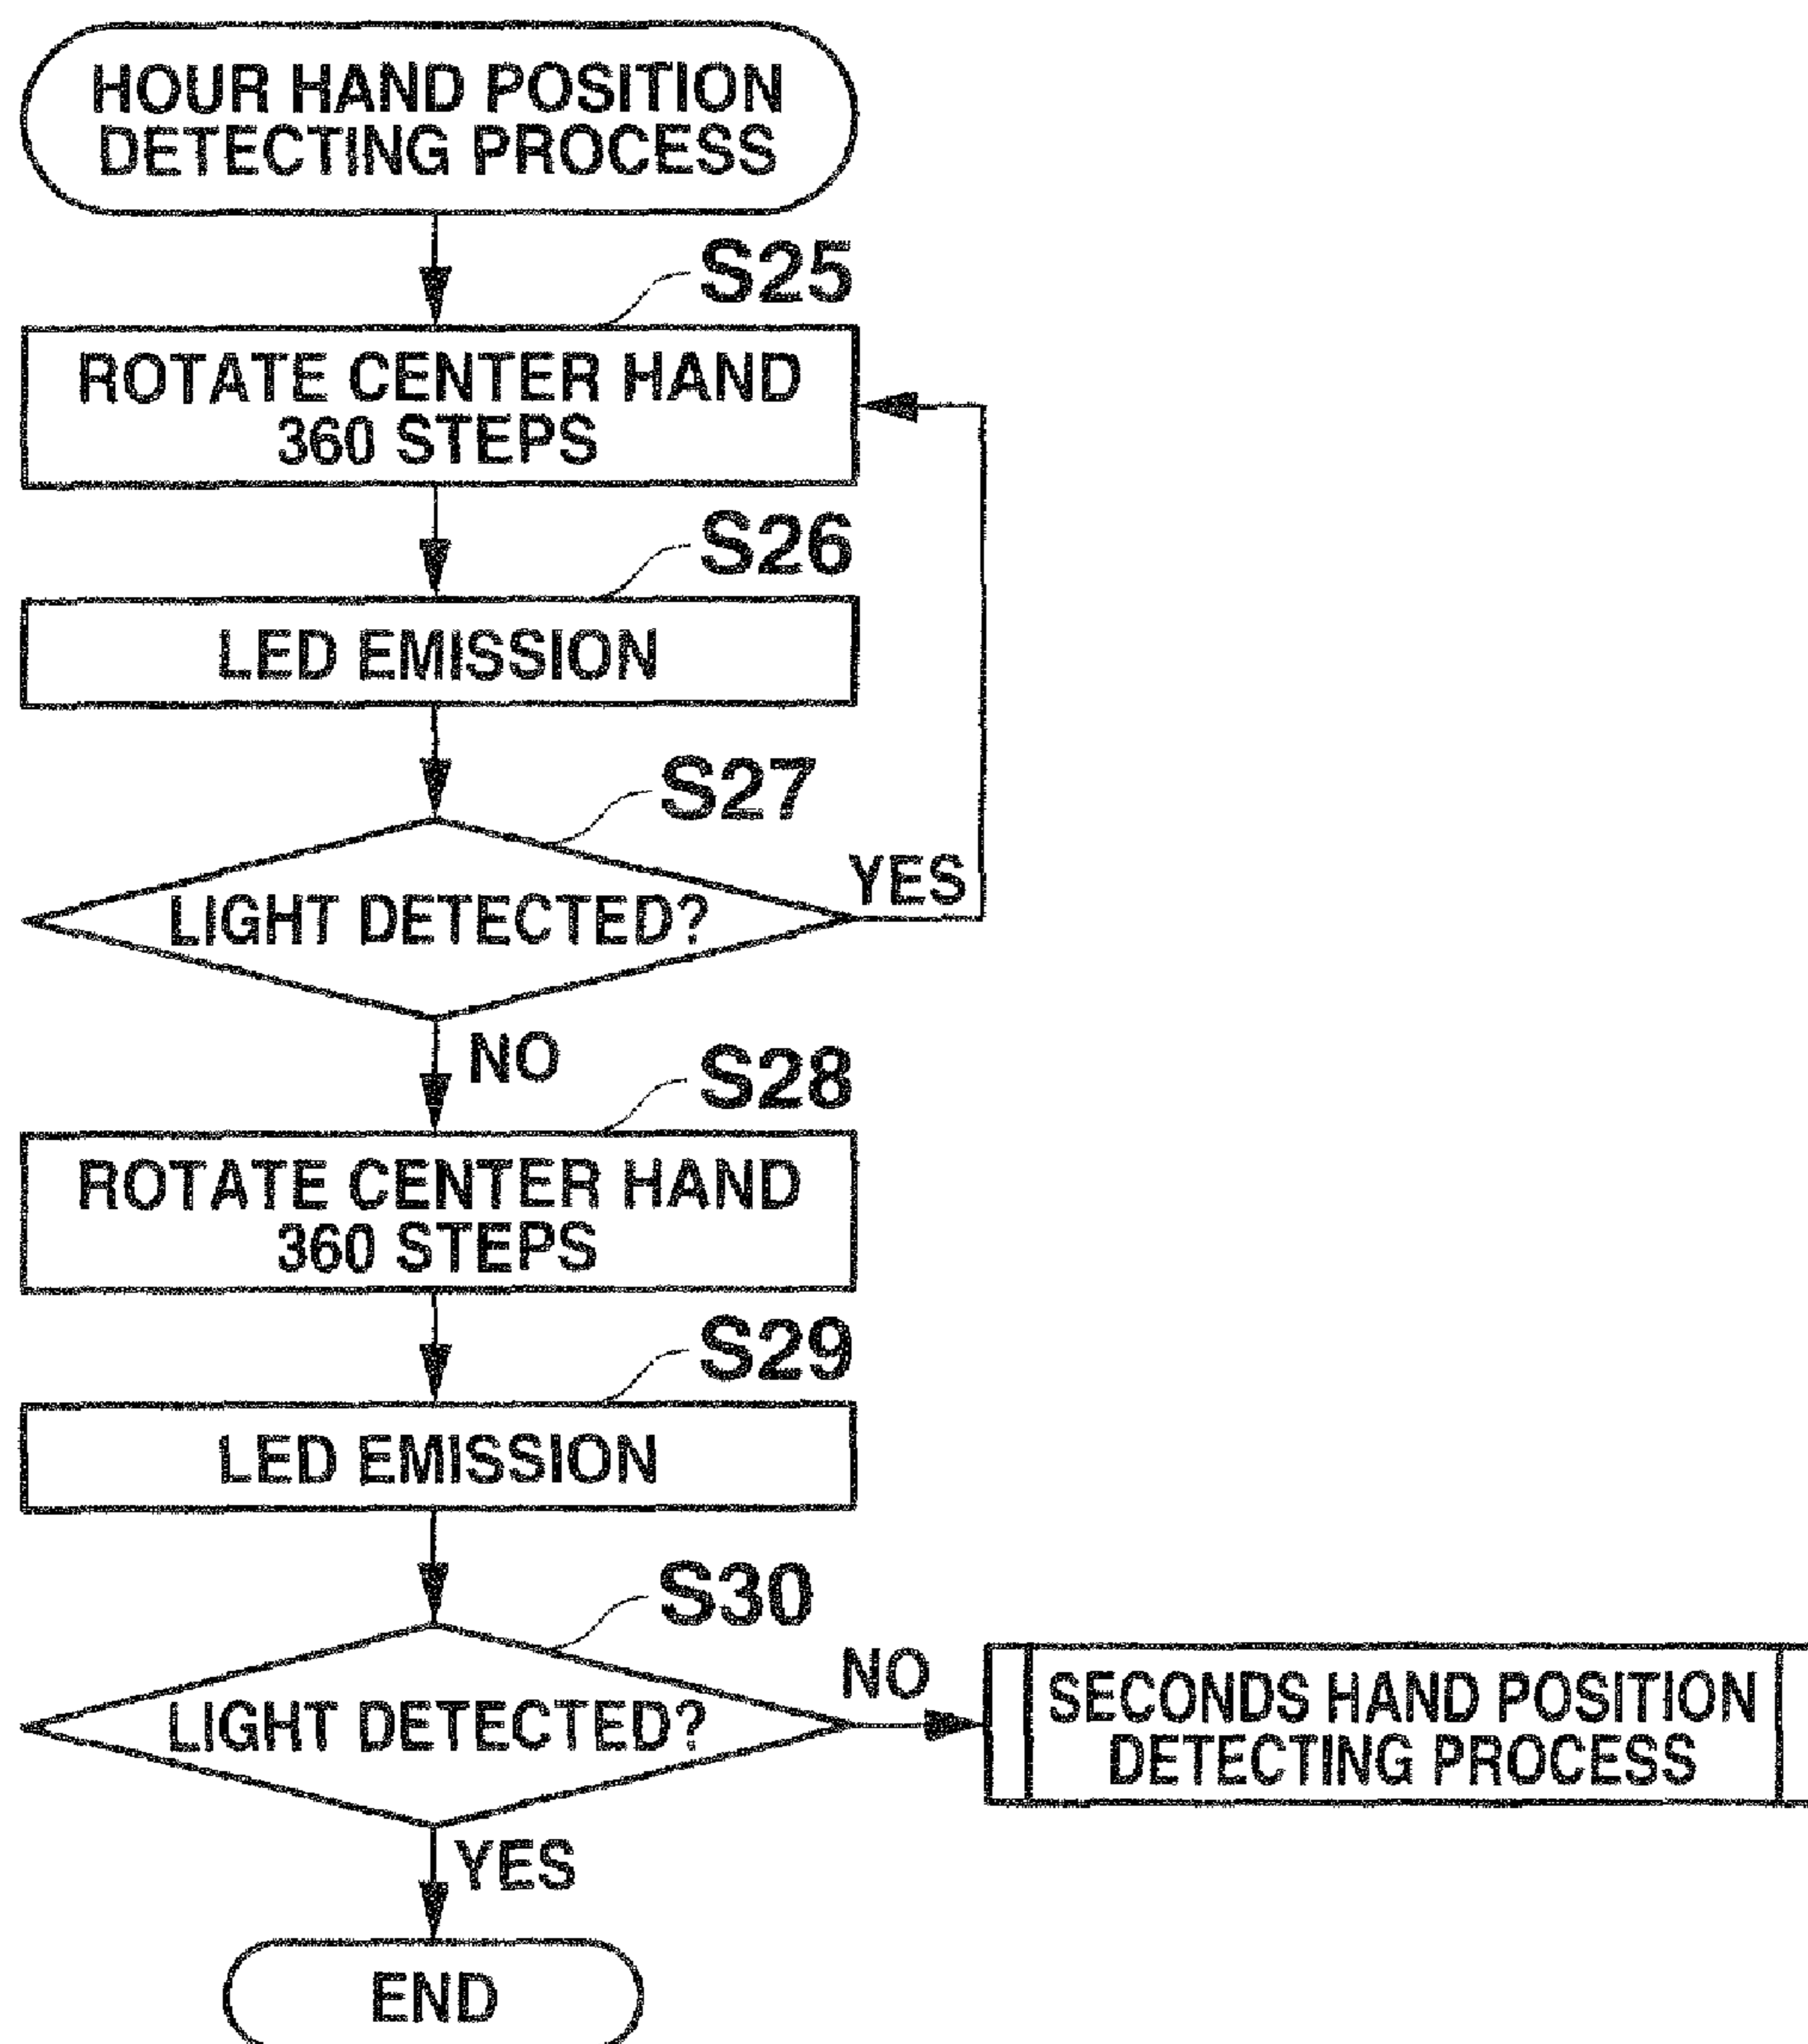 HOUR HAND POSITION
DETECTING PROCESS
S25
ROTATE CENTER HAND
360 STEPS
S26
LED EMISSION
S27
LIGHT DETECTED?
YES
NO
S28
ROTATE CENTER HAND
360 STEPS
S29
LED EMISSION
S30
LIGHT DETECTED?
NO
SECONDS HAND POSITION
DETECTING PROCESS
YES
END